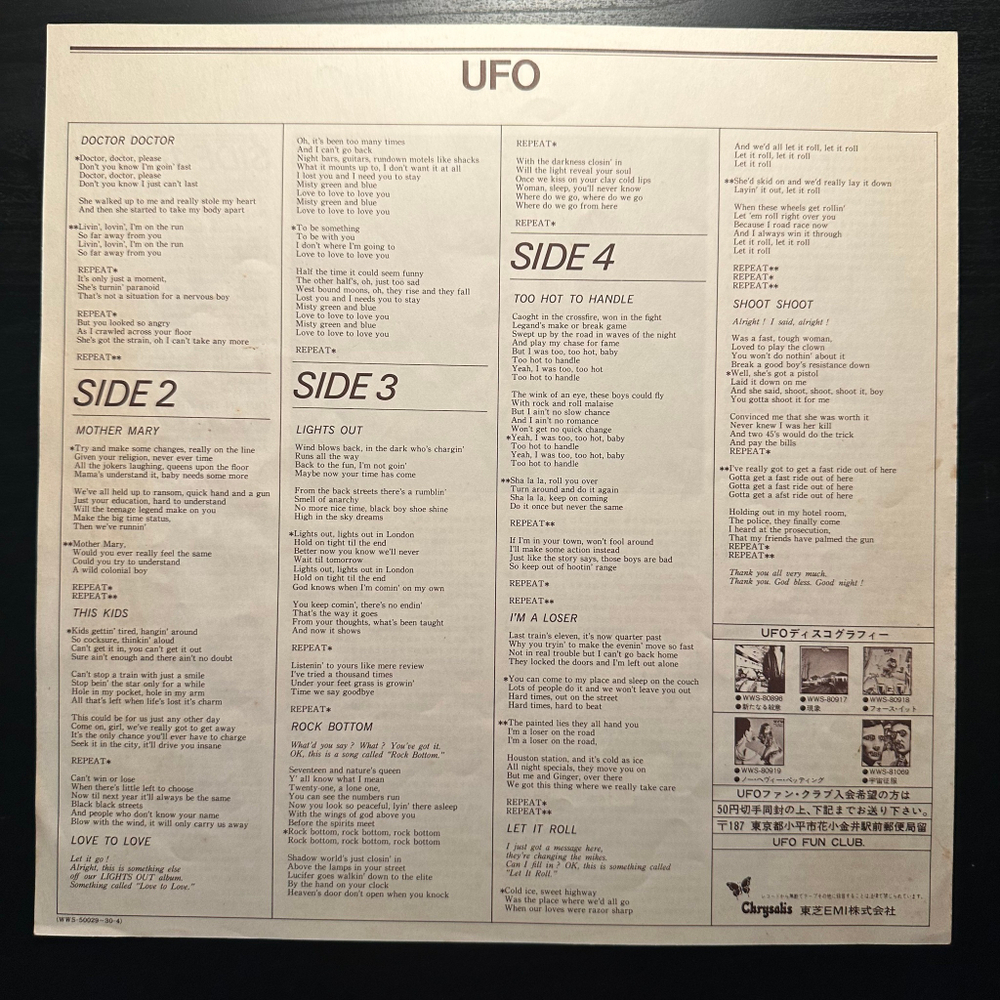 UFO
DOCTOR DOCTOR
*Doctor, doctor, please
Don't you know I'm goin' fast
Doctor, doctor, please
Don't you know I just can't last
She walked up to me and really stole my heart
And then she started to take my body apart
**Livin', lovin', I'm on the run
So far away from you
Livin', lovin', I'm on the run
So far away from you
REPEAT*
It's only just a moment,
She's turnin' paranoid
That's not a situation for a nervous boy
REPEAT*
But you looked so angry
As I crawled across your floor
She's got the strain, oh I can't take any more
REPEAT**
SIDE 2
MOTHER MARY
*Try and make some changes, really on the line
Given your religion, never ever time
All the jokers laughing, queens upon the floor
Mama's understand it, baby needs some more
We've all held up to ransom, quick hand and a gun
Just your education, hard to understand
Will the teenage legend make on you
Make the big time status,
Then we've runnin'
**Mother Mary,
Would you ever really feel the same
Could you try to understand
A wild colonial boy
REPEAT*
REPEAT**
THIS KIDS
*Kids gettin' tired, hangin' around
So cocksure, thinkin' aloud
Can't get it in, you can't get it out
Sure ain't enough and there ain't no doubt
Can't stop a train with just a smile
Stop bein' the star only for a while
Hole in my pocket, hole in my arm
All that's left when life's lost it's charm
This could be for us just any other day
Come on, girl, we've really got to get away
It's the only chance you'll ever have to charge
Seek it in the city, it'll drive you insane
REPEAT*
Can't win or lose
When there's little left to choose
Now til next year it'll always be the same
Black black streets
And people who don't know your name
Blow with the wind, it will only carry us away
LOVE TO LOVE
Let it go!
Alright, this is something else
off our LIGHTS OUT album.
Something called "Love to Love."
(WWS-50029~30-4)
Oh, it's been too many times
And I can't go back
Night bars, guitars, rundown motels like shacks
What it mounts up to, I don't want it at all
I lost you and I need you to stay
Misty green and blue
Love to love to love you
Misty green and blue
Love to love to love you
*To be something
To be with you
I don't where I'm going to
Love to love to love you
Half the time it could seem funny
The other half's, oh, just too sad
West bound moons, oh, they rise and they fall
Lost you and I needs you to stay
Misty green and blue
Love to love to love you
Misty green and blue
Love to love to love you
REPEAT*
SIDE 3
LIGHTS OUT
Wind blows back, in the dark who's chargin'
Runs all the way
Back to the fun, I'm not goin'
Maybe now your time has come
From the back streets there's a rumblin'
Smell of anarchy
No more nice time, black boy shoe shine
High in the sky dreams
*Lights out, lights out in London
Hold on tight til the end
Better now you know we'll never
Wait til tomorrow
Lights out, lights out in London
Hold on tight til the end
God knows when I'm comin' on my own
You keep comin', there's no endin'
That's the way it goes
From your thoughts, what's been taught
And now it shows
REPEAT*
Listenin' to yours like mere review
I've tried a thousand times
Under your feet grass is growin'
Time we say goodbye
REPEAT*
ROCK BOTTOM
What'd you say? What? You've got it.
OK, this is a song called "Rock Bottom."
Seventeen and nature's queen
Y' all know what I mean
Twenty-one, a lone one,
You can see the numbers run
Now you look so peaceful, lyin' there asleep
With the wings of god above you
Before the spirits meet
*Rock bottom, rock bottom, rock bottom
Rock bottom, rock bottom, rock bottom
Shadow world's just closin' in
Above the lamps in your street
Lucifer goes walkin' down to the elite
By the hand on your clock
Heaven's door don't open when you knock
REPEAT*
With the darkness closin' in
Will the light reveal your soul
Once we kiss on your clay cold lips
Woman, sleep, you'll never know
Where do we go, where do we go
Where do we go from here
REPEAT*
SIDE 4
TOO HOT TO HANDLE
Caoght in the crossfire, won in the fight
Legand's make or break game
Swept up by the road in waves of the night
And play my chase for fame
But I was too, too hot, baby
Too hot to handle
Yeah, I was too, too hot
Too hot to handle
The wink of an eye, these boys could fly
With rock and roll malaise
But I ain't no slow chance
And I ain't no romance
Won't get no quick change
*Yeah, I was too, too hot, baby
Too hot to handle
Yeah, I was too, too hot, baby
Too hot to handle
**Sha la la, roll you over
Turn around and do it again
Sha la la, keep on coming
Do it once but never the same
REPEAT**
If I'm in your town, won't fool around
I'll make some action instead
Just like the story says, those boys are bad
So keep out of hootin' range
REPEAT*
REPEAT**
I'M A LOSER
Last train's eleven, it's now quarter past
Why you tryin' to make the evenin' move so fast
Not in real trouble but I can't go back home
They locked the doors and I'm left out alone
*You can come to my place and sleep on the couch
Lots of people do it and we won't leave you out
Hard times, out on the street
Hard times, hard to beat
**The painted lies they all hand you
I'm a loser on the road
I'm a loser on the road,
Houston station, and it's cold as ice
All night specials, they move you on
But me and Ginger, over there
We got this thing where we really take care
REPEAT*
REPEAT**
LET IT ROLL
I just got a message here,
they're changing the mikes.
Can I fill in? OK, this is something called
"Let It Roll."
*Cold ice, sweet highway
Was the place where we'd all go
When our loves were razor sharp
And we'd all let it roll, let it roll
Let it roll, let it roll
Let it roll
**She'd skid on and we'd really lay it down
Layin' it out, let it roll
When these wheels get rollin'
Let 'em roll right over you
Because I road race now
And I always win it through
Let it roll, let it roll
Let it roll
REPEAT**
REPEAT*
REPEAT**
SHOOT SHOOT
Alright! I said, alright!
Was a fast, tough woman,
Loved to play the clown
You won't do nothin' about it
Break a good boy's resistance down
*Well, she's got a pistol
Laid it down on me
And she said, shoot, shoot, shoot it, boy
You gotta shoot it for me
Convinced me that she was worth it
Never knew I was her kill
And two 45's would do the trick
And pay the bills
REPEAT*
**I've really got to get a fast ride out of here
Gotta get a fast ride out of here
Gotta get a fast ride out of here
Gotta get a afst ride out of here
Holding out in my hotel room,
The police, they finally come
I heard at the prosecution,
That my friends have palmed the gun
REPEAT*
REPEAT**
Thank you all very much.
Thank you. God bless. Good night!
UFOディスコグラフィー
●WWS-80896
●新たなる殺意
●WWS-80917
●現象
●WWS-80918
●フォース・イット
●WWS-80919
●ノー・ヘヴィー・ペッティング
●WWS-81069
●宇宙征服
UFOファン・クラブ入会希望の方は
50円切手同封の上、下記までお送り下さい。
〒187 東京都小平市花小金井駅前郵便局留
UFO FUN CLUB.
Chrysalis 東芝EMI株式会社